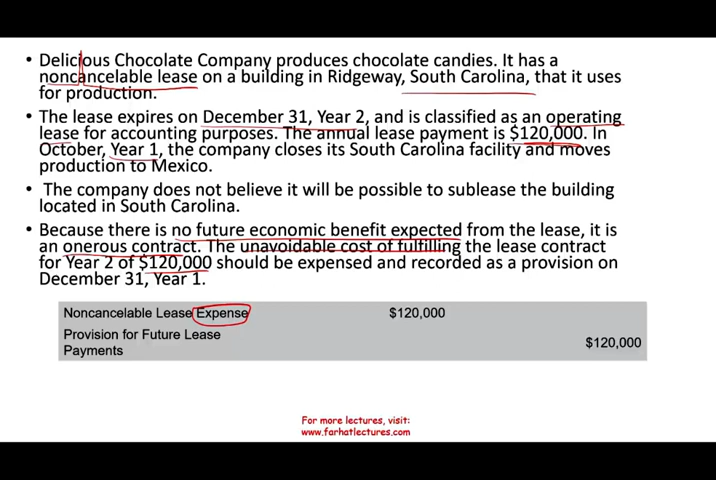 • Delicious Chocolate Company produces chocolate candies. It has a
noncancelable lease on a building in Ridgeway, South Carolina, that it uses
for production.
• The lease expires on December 31, Year 2, and is classified as an operating
lease for accounting purposes. The annual lease payment is $120,000. In
October, Year 1, the company closes its South Carolina facility and moves
production to Mexico.
• The company does not believe it will be possible to sublease the building
located in South Carolina.
• Because there is no future economic benefit expected from the lease, it is
an onerous contract. The unavoidable cost of fulfilling the lease contract
for Year 2 of $120,000 should be expensed and recorded as a provision on
December 31, Year 1.
Noncancelable Lease Expense $120,000
Provision for Future Lease
Payments $120,000
For more lectures, visit:
www.farhatlectures.com